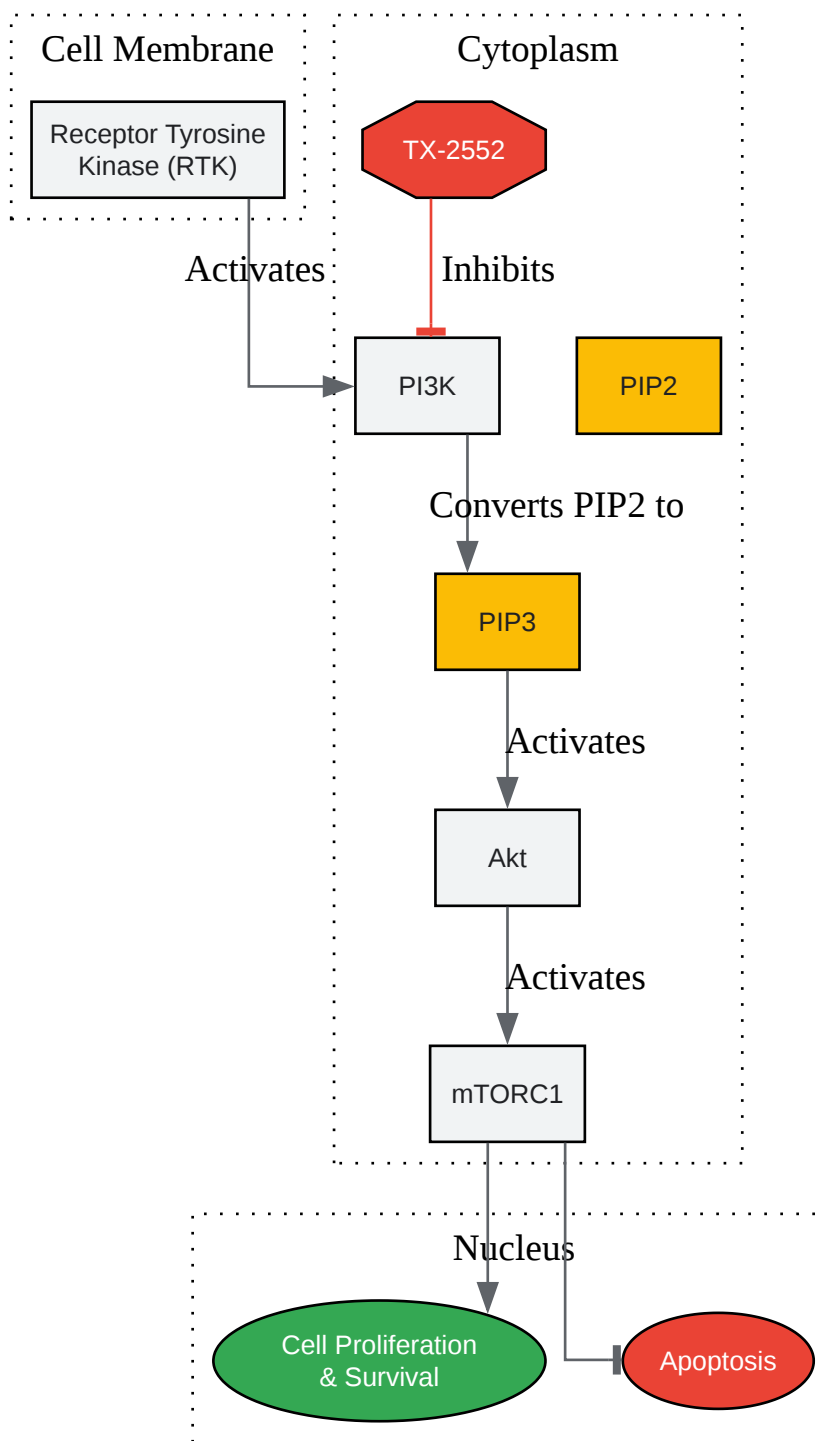 Cell Membrane
Cytoplasm
Receptor Tyrosine
Kinase (RTK)
TX-2552
Activates
Inhibits
PI3K
PIP2
Converts PIP2 to
PIP3
Activates
Akt
Activates
mTORC1
Nucleus
Cell Proliferation
& Survival
Apoptosis